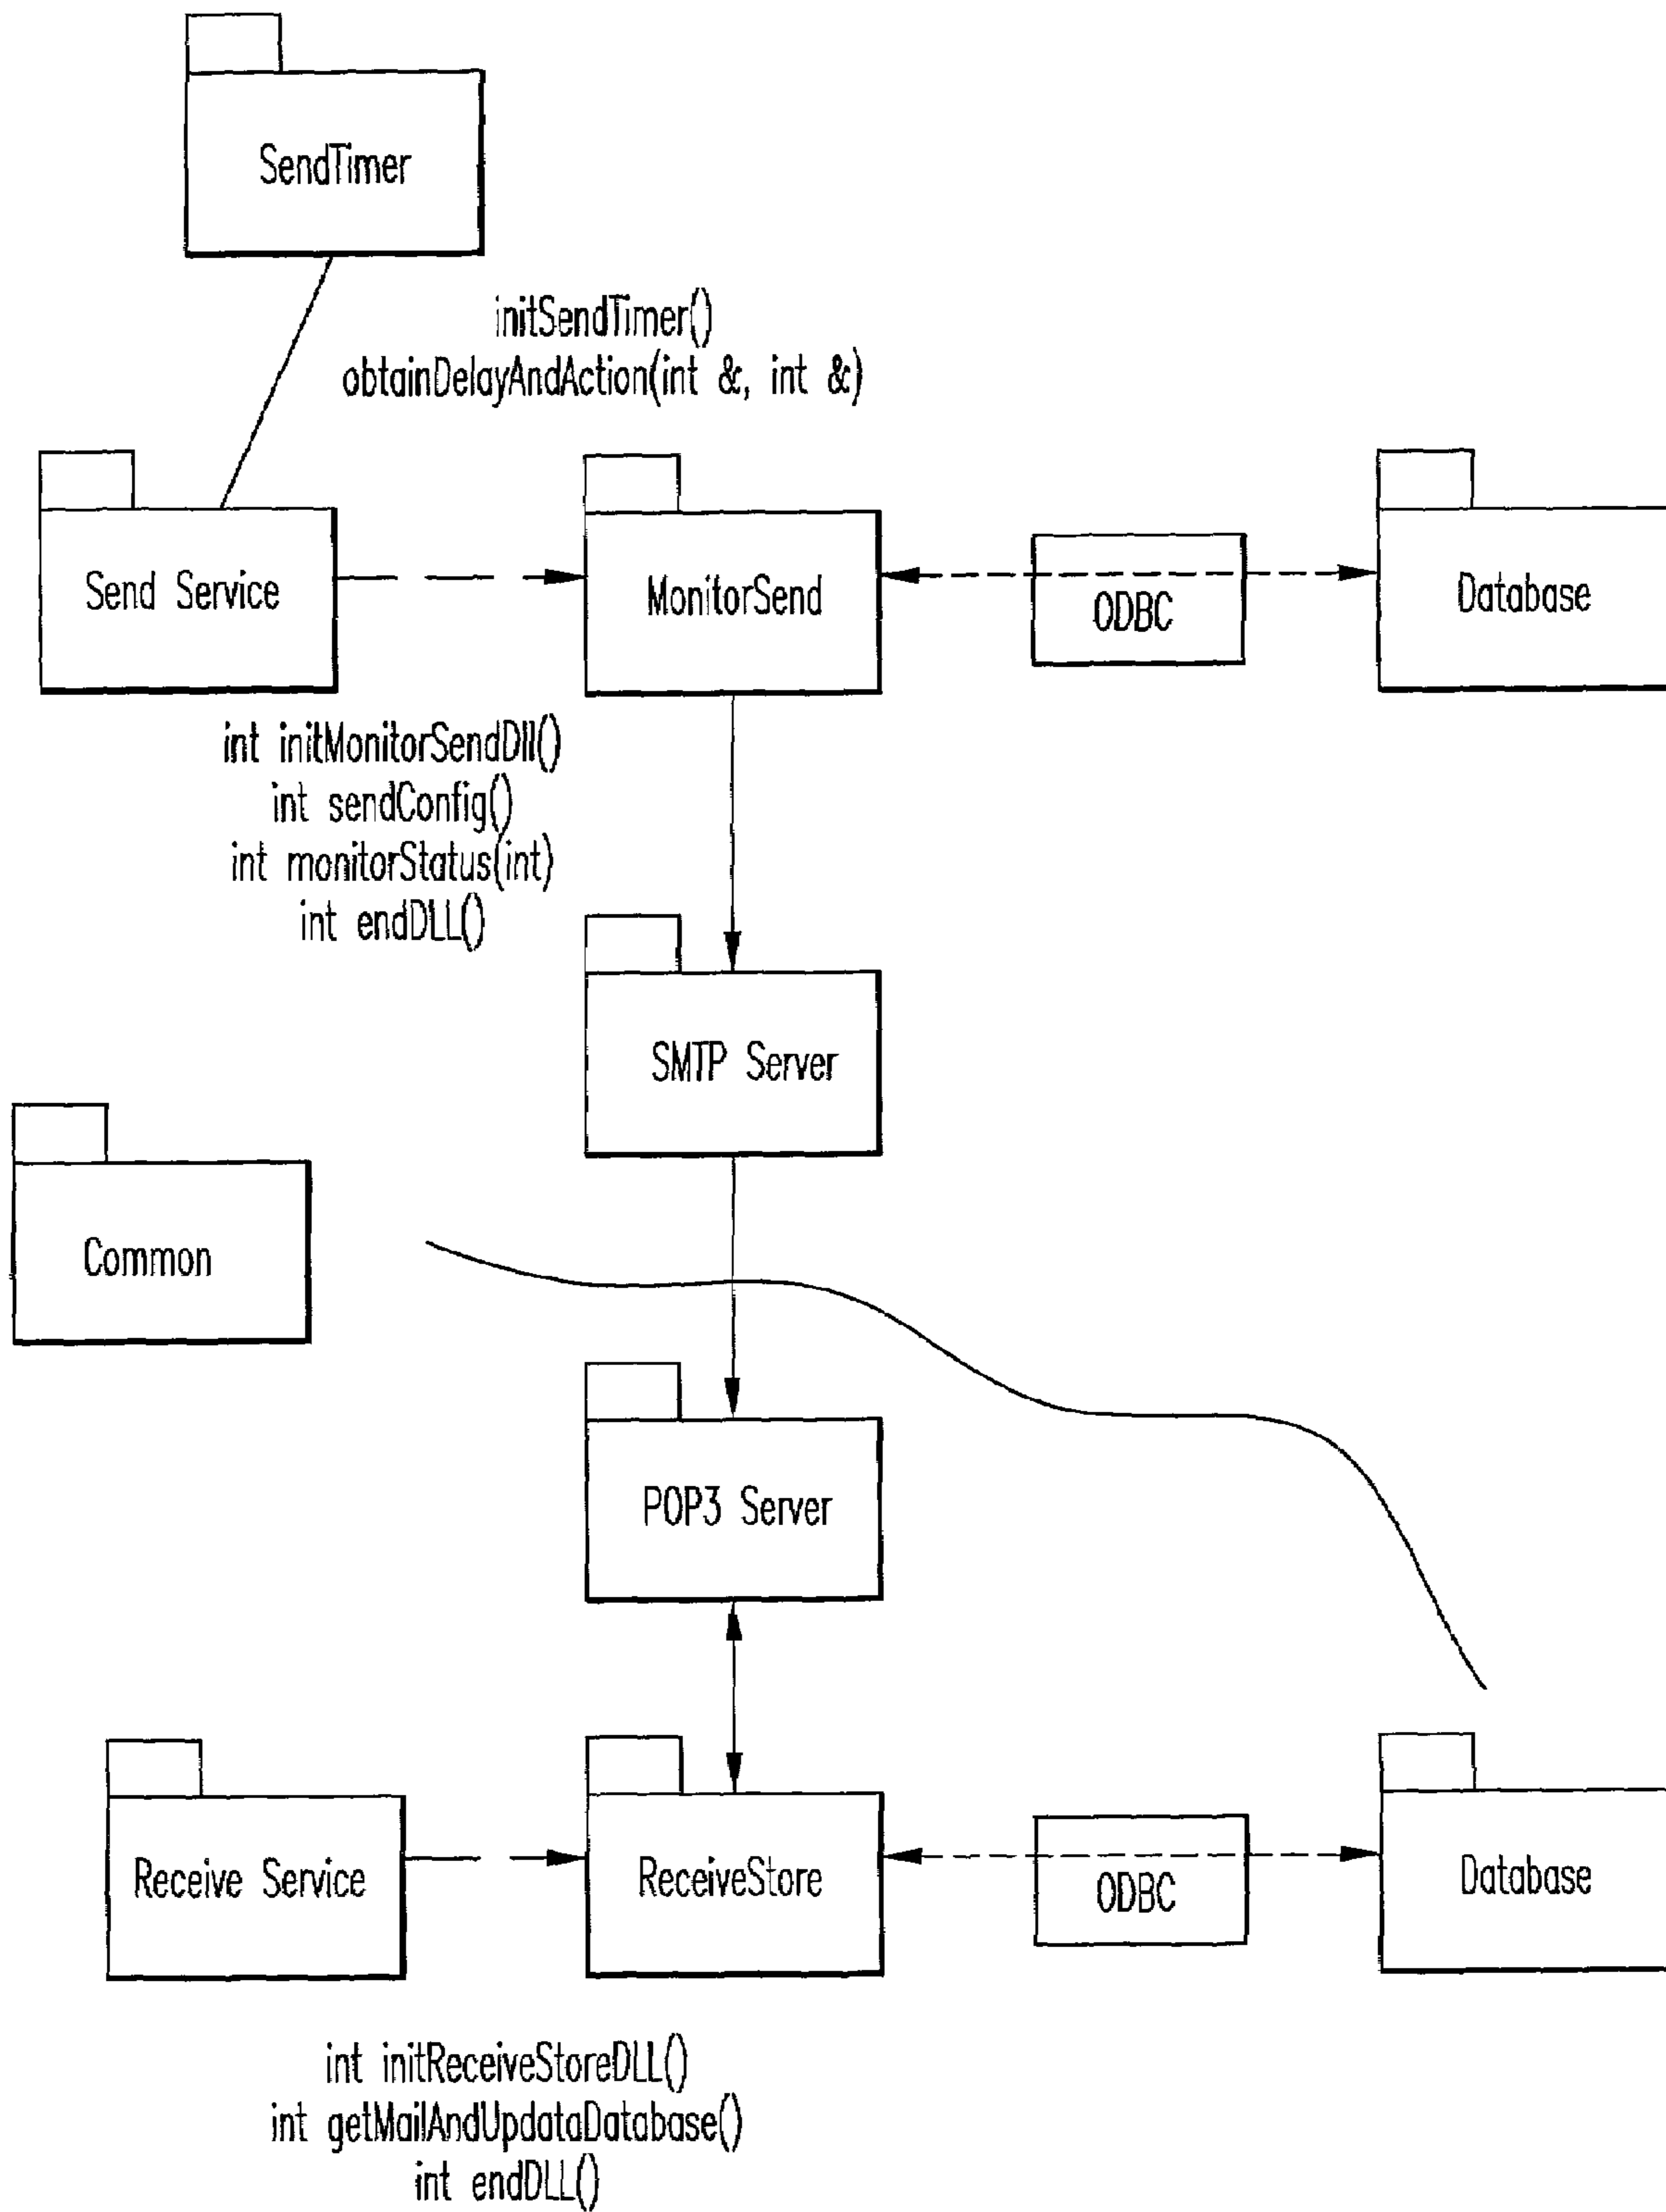 SendTimer
initSendTimer()
obtainDelayAndAction(int &, int &)
Send Service
MonitorSend
ODBC
Database
int initMonitorSendDll()
int sendConfig()
int monitorStatus(int)
int endDLL()
SMTP Server
Common
POP3 Server
Receive Service
ReceiveStore
ODBC
Database
int initReceiveStoreDLL()
int getMailAndUpdataDatabase()
int endDLL()